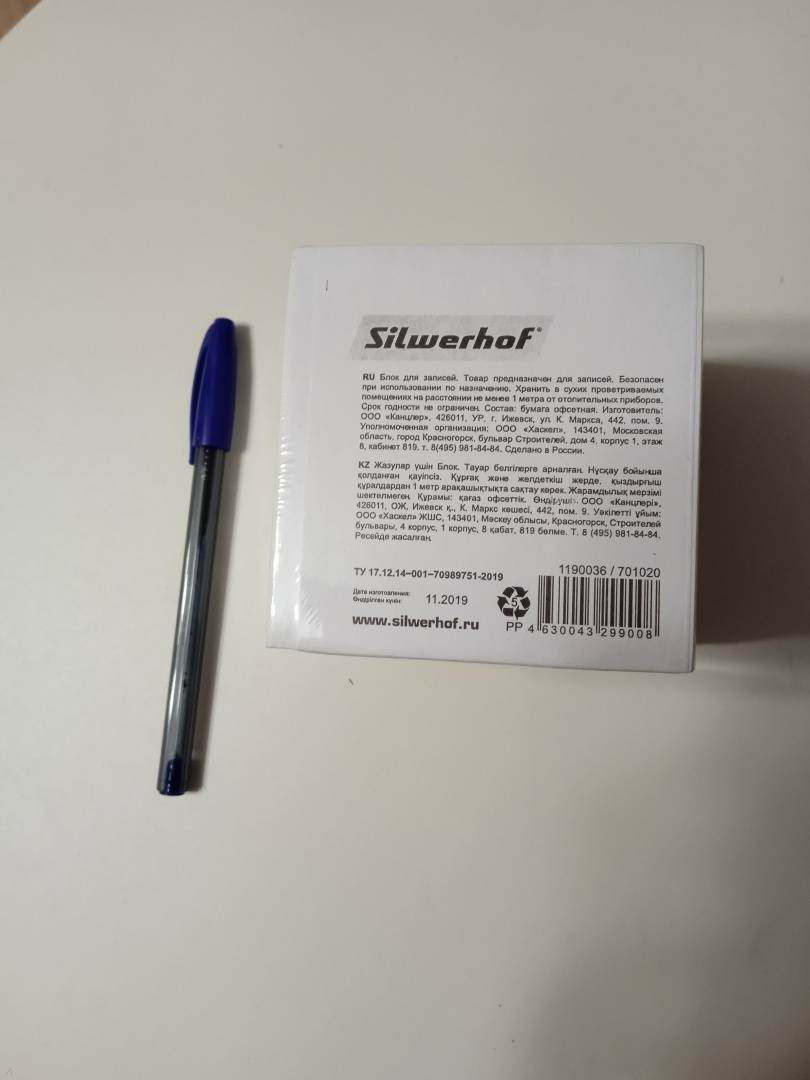 Silwerhof®
RU Блок для записей. Товар предназначен для записей. Безопасен
при использовании по назначению. Хранить в сухих проветриваемых
помещениях на расстоянии не менее 1 метра от отопительных приборов.
Срок годности не ограничен. Состав: бумага офсетная. Изготовитель:
ООО «Канцлер», 426011, УР, г. Ижевск, ул. К. Маркса, 442, пом. 9.
Уполномоченная организация: ООО «Хаскел», 143401, Московская
область, город Красногорск, бульвар Строителей, дом 4, корпус 1, этаж
8, кабинет 819. т. 8(495) 981-84-84. Сделано в России.
KZ Жазулар үшін Блок. Тауар белгілерге арналған. Нұсқау бойынша
қолданған қауіпсіз. Құрғақ және желдеткіш жерде, қыздырғыш
құралдардан 1 метр арақашықтықта сақтау керек. Жарамдылық мерзімі
шектелмеген. Құрамы: қағаз офсеттік. Өндіруші: ООО «Канцлері»,
426011, ОЖ, Ижевск қ., К. Маркс көшесі, 442, пом. 9. Уәкілетті ұйым:
ООО «Хаскел» ЖШС, 143401, Мәскеу облысы, Красногорск, Строителей
бульвары, 4 корпус, 1 корпус, 8 қабат, 819 бөлме. Т. 8 (495) 981-84-84.
Ресейде жасалған.
ТУ 17.12.14–001–70989751-2019
1190036 / 701020
Дата изготовления:
Өндірілген күнін:
11.2019
5
PP
4 630043 299008
www.silwerhof.ru